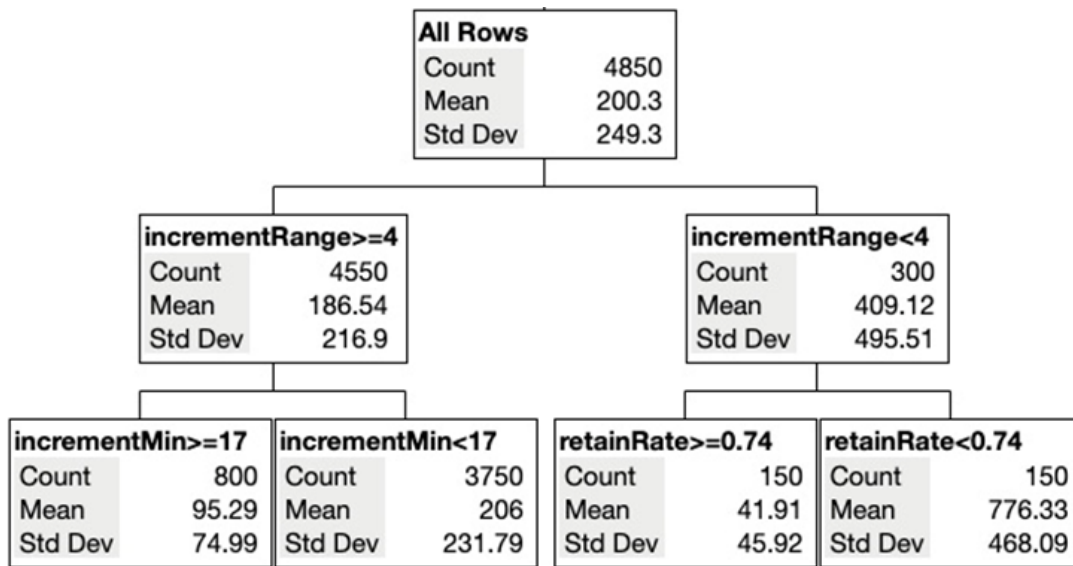 All Rows
Count 4850
Mean 200.3
Std Dev 249.3
incrementRange>=4
Count 4550
Mean 186.54
Std Dev 216.9
incrementRange<4
Count 300
Mean 409.12
Std Dev 495.51
incrementMin>=17
Count 800
Mean 95.29
Std Dev 74.99
incrementMin<17
Count 3750
Mean 206
Std Dev 231.79
retainRate>=0.74
Count 150
Mean 41.91
Std Dev 45.92
retainRate<0.74
Count 150
Mean 776.33
Std Dev 468.09